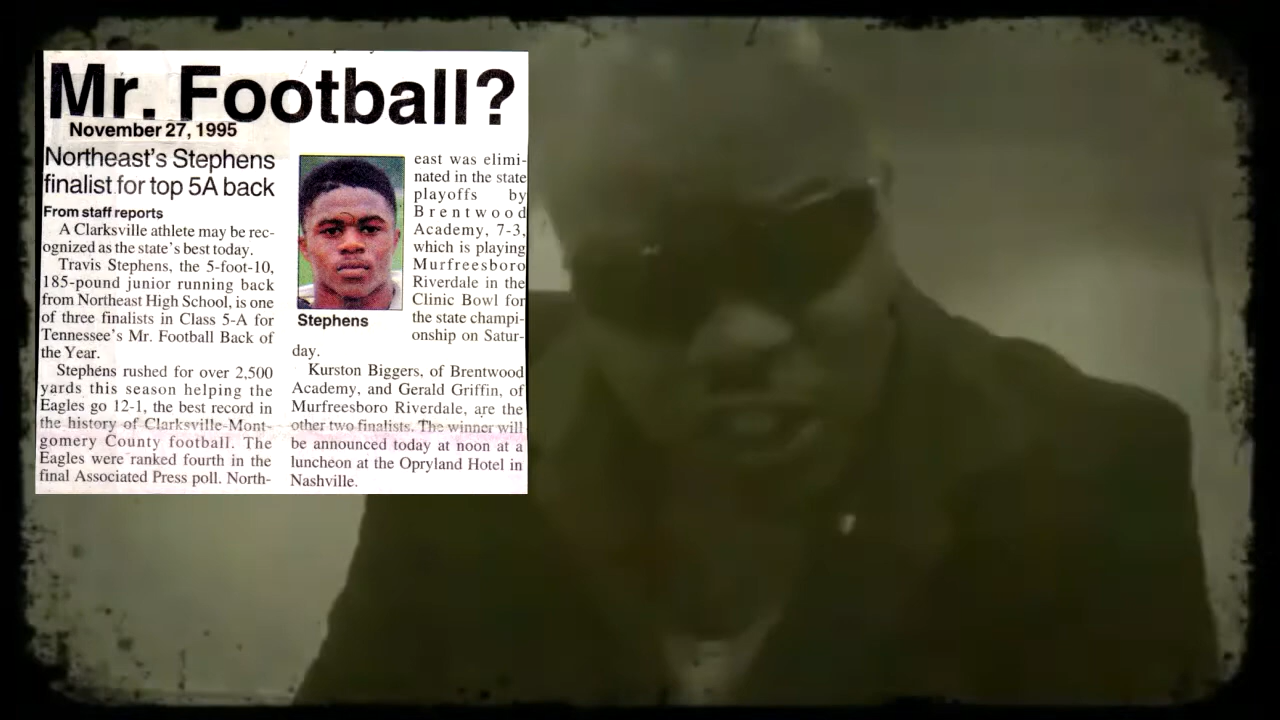 Mr. Football?
November 27, 1995
Northeast's Stephens
finalist for top 5A back
From staff reports
A Clarksville athlete may be rec-
ognized as the state's best today.
Travis Stephens, the 5-foot-10,
185-pound junior running back
from Northeast High School, is one
of three finalists in Class 5-A for
Tennessee's Mr. Football Back of
the Year.
Stephens rushed for over 2,500
yards this season helping the
Eagles go 12-1, the best record in
the history of Clarksville-Mont-
gomery County football. The
Eagles were ranked fourth in the
final Associated Press poll. North-
Stephens
east was elimi-
nated in the state
playoffs by
Brentwood
Academy, 7-3,
which is playing
Murfreesboro
Riverdale in the
Clinic Bowl for
the state champi-
onship on Satur-
day.
Kurston Biggers, of Brentwood
Academy, and Gerald Griffin, of
Murfreesboro Riverdale, are the
other two finalists. The winner will
be announced today at noon at a
luncheon at the Opryland Hotel in
Nashville.